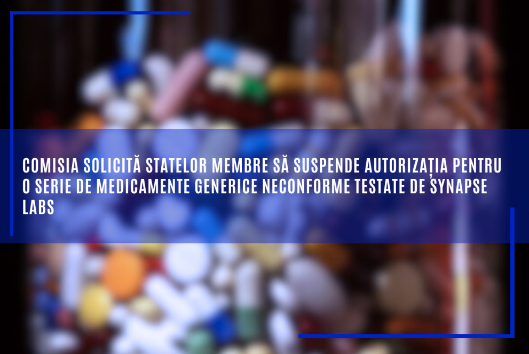 COMISIA SOLICITĂ STATELOR MEMBRE SĂ SUSPENDE AUTORIZAȚIA PENTRU
O SERIE DE MEDICAMENTE GENERICE NECONFORME TESTATE DE SYNAPSE
LABS